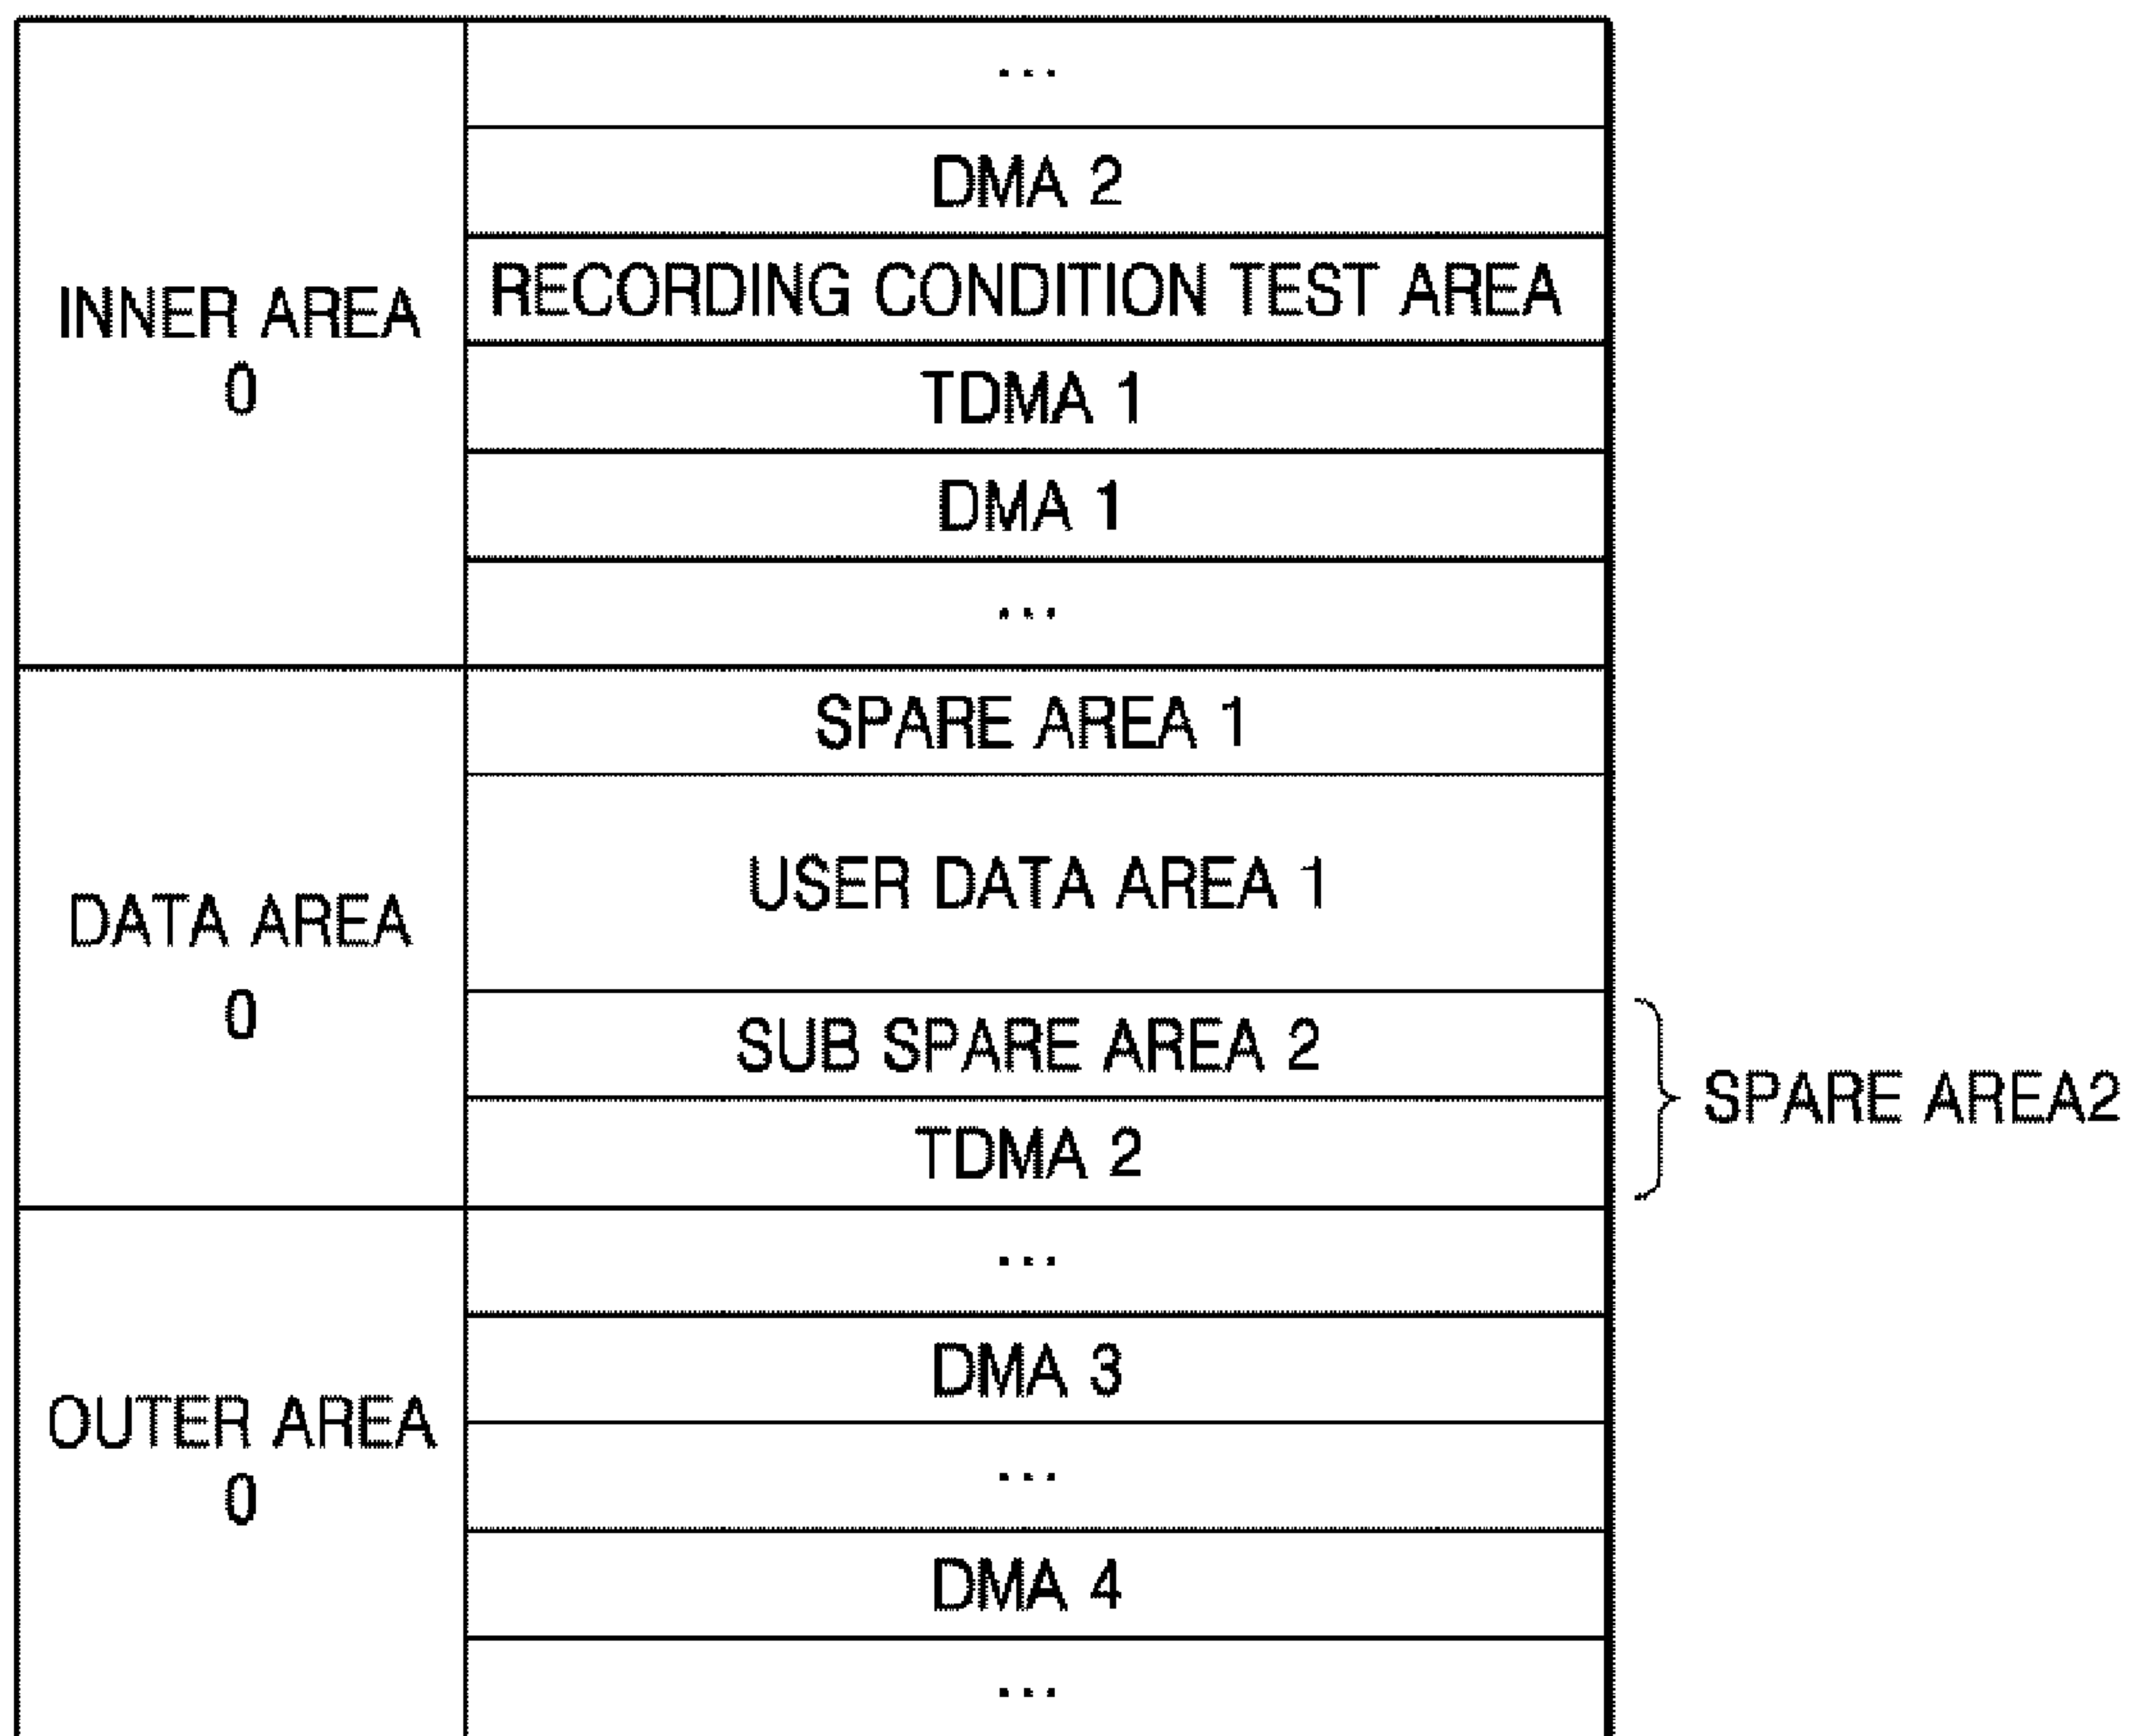 ...
DMA 2
INNER AREA
0
RECORDING CONDITION TEST AREA
TDMA 1
DMA 1
...
DATA AREA
0
SPARE AREA 1
USER DATA AREA 1
SUB SPARE AREA 2
TDMA 2
SPARE AREA2
OUTER AREA
0
...
DMA 3
...
DMA 4
...